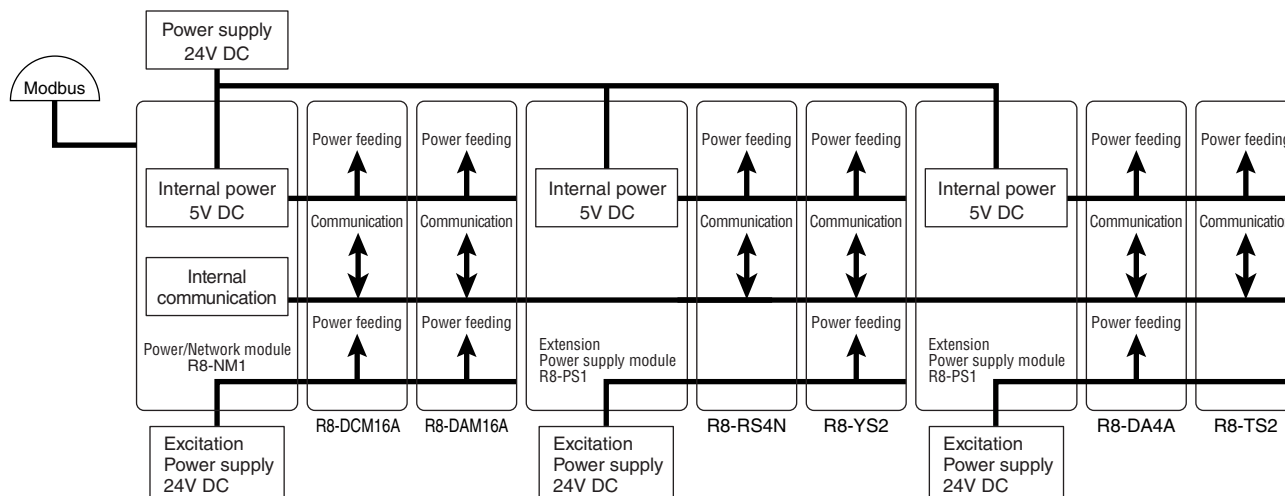 Power supply
24V DC
Modbus
Power feeding
Power feeding
Power feeding
Power feeding
Power feeding
Power feeding
Internal power
5V DC
Internal power
5V DC
Internal power
5V DC
Communication
Communication
Communication
Communication
Communication
Communication
Internal
communication
Power feeding
Power feeding
Power feeding
Power feeding
Power/Network module
R8-NM1
Extension
Power supply module
R8-PS1
Extension
Power supply module
R8-PS1
R8-DCM16A
R8-DAM16A
R8-RS4N
R8-YS2
R8-DA4A
R8-TS2
Excitation
Power supply
24V DC
Excitation
Power supply
24V DC
Excitation
Power supply
24V DC